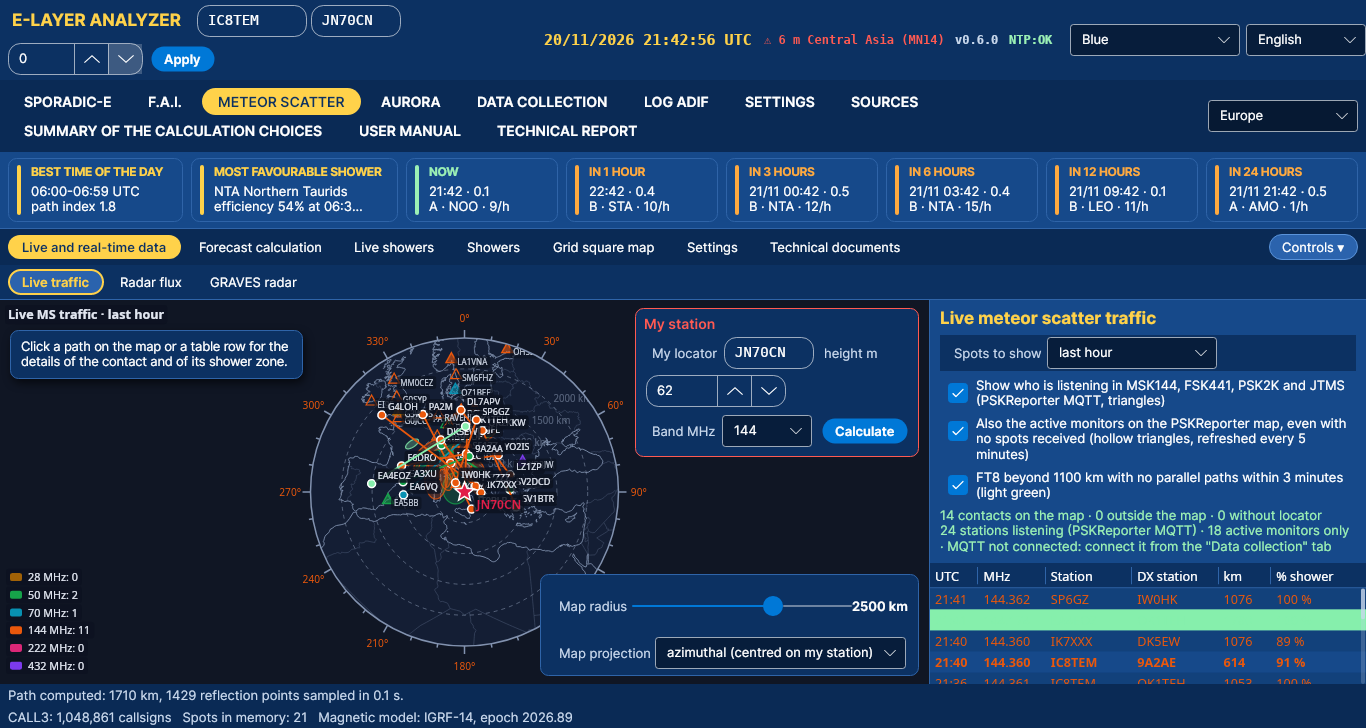 E-LAYER ANALYZER
IC8TEM
JN70CN
20/11/2026 21:42:56 UTC
⚠ 6 m Central Asia (MN14)
v0.6.0
NTP:OK
Blue
English
0
Apply
SPORADIC-E
F.A.I.
METEOR SCATTER
AURORA
DATA COLLECTION
LOG ADIF
SETTINGS
SOURCES
SUMMARY OF THE CALCULATION CHOICES
USER MANUAL
TECHNICAL REPORT
Europe
BEST TIME OF THE DAY
06:00-06:59 UTC
path index 1.8
MOST FAVOURABLE SHOWER
NTA Northern Taurids
efficiency 54% at 06:3...
NOW
21:42 · 0.1
A · NOO · 9/h
IN 1 HOUR
22:42 · 0.4
B · STA · 10/h
IN 3 HOURS
21/11 00:42 · 0.5
B · NTA · 12/h
IN 6 HOURS
21/11 03:42 · 0.4
B · NTA · 15/h
IN 12 HOURS
21/11 09:42 · 0.1
B · LEO · 11/h
IN 24 HOURS
21/11 21:42 · 0.5
A · AMO · 1/h
Live and real-time data
Forecast calculation
Live showers
Showers
Grid square map
Settings
Technical documents
Controls ▾
Live traffic
Radar flux
GRAVES radar
Live MS traffic · last hour
Click a path on the map or a table row for the
details of the contact and of its shower zone.
0°
30°
60°
90°
180°
210°
240°
270°
300°
330°
LA1VNA
SM6FHZ
OZ1BEF
MM0CEZ
G4LOH
PA2M
DL7APV
SP6GZ
2000 km
1500 km
DK5EW
9A2AA
YO2IS
F6DRO
LZ1ZP
EA4EOZ
A3XU
IW0HK
EA6VQ
IK7XXX
SV2DCD
EA5BB
SV1BTR
JN70CN
28 MHz: 0
50 MHz: 2
70 MHz: 1
144 MHz: 11
222 MHz: 0
432 MHz: 0
My station
My locator
JN70CN
height m
62
Band MHz
144
Calculate
Map radius
2500 km
Map projection
azimuthal (centred on my station)
Live meteor scatter traffic
Spots to show
last hour
Show who is listening in MSK144, FSK441, PSK2K and JTMS
(PSKReporter MQTT, triangles)
Also the active monitors on the PSKReporter map, even with
no spots received (hollow triangles, refreshed every 5
minutes)
FT8 beyond 1100 km with no parallel paths within 3 minutes
(light green)
14 contacts on the map · 0 outside the map · 0 without locator
24 stations listening (PSKReporter MQTT) · 18 active monitors only
· MQTT not connected: connect it from the "Data collection" tab
UTC MHz Station DX station km % shower
21:41 144.362 SP6GZ IW0HK 1076 100 %
21:40 144.360 IK7XXX DK5EW 1076 89 %
21:40 144.360 IC8TEM 9A2AE 614 91 %
21:36 144.361 IC8TEM OK1TEH 1053 100 %
Path computed: 1710 km, 1429 reflection points sampled in 0.1 s.
CALL3: 1,048,861 callsigns Spots in memory: 21 Magnetic model: IGRF-14, epoch 2026.89